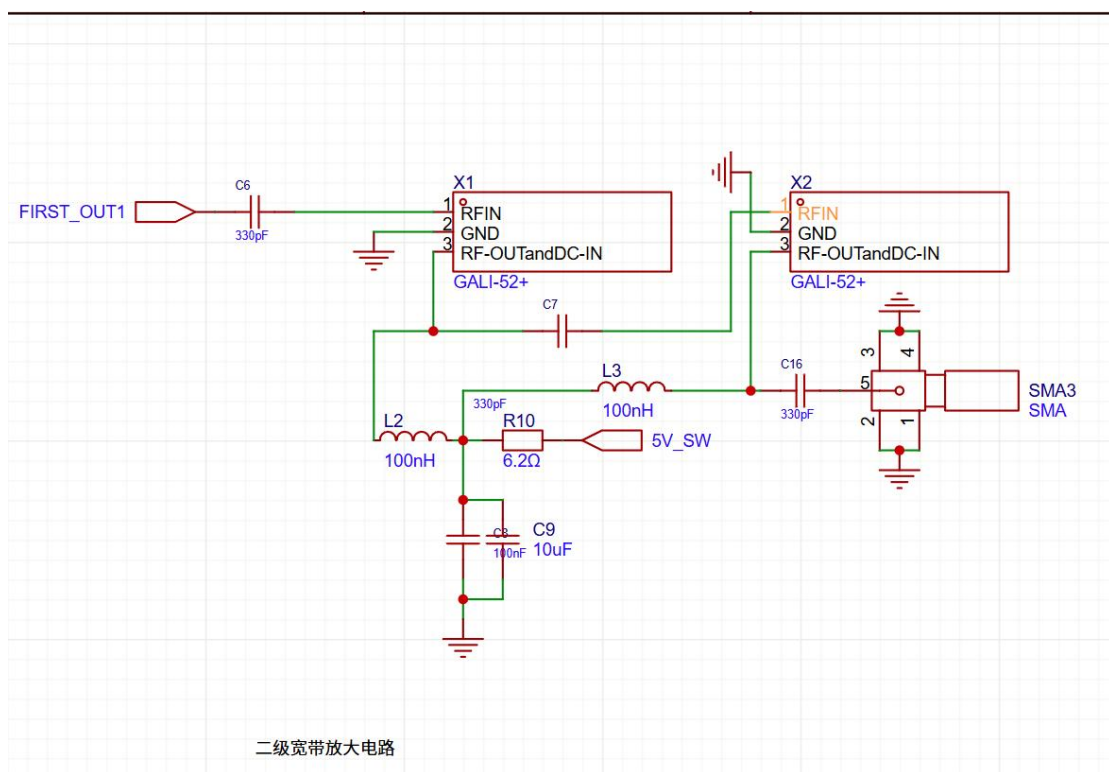 C6
FIRST_OUT1
330pF
X1
1
RFIN
2
GND
3
RF-OUTandDC-IN
GALI-52+
X2
1
RFIN
2
GND
3
RF-OUTandDC-IN
GALI-52+
C7
330pF
L3
100nH
C16
330pF
3
4
5
2
1
SMA3
SMA
L2
100nH
R10
6.2Ω
5V_SW
C8
100nF
C9
10uF
二级宽带放大电路